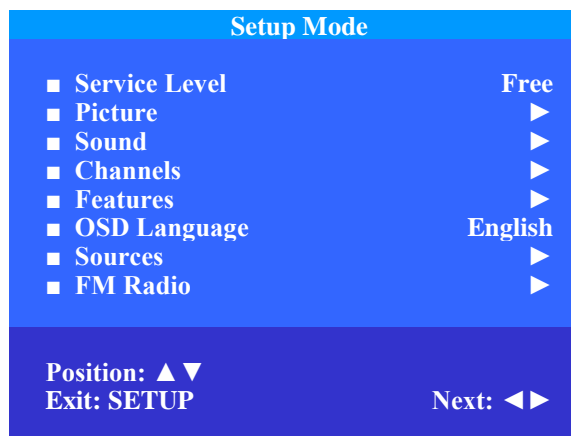 Setup Mode
■ Service Level Free
■ Picture ►
■ Sound ►
■ Channels ►
■ Features ►
■ OSD Language English
■ Sources ►
■ FM Radio ►
Position: ▲▼
Exit: SETUP Next: ◄►